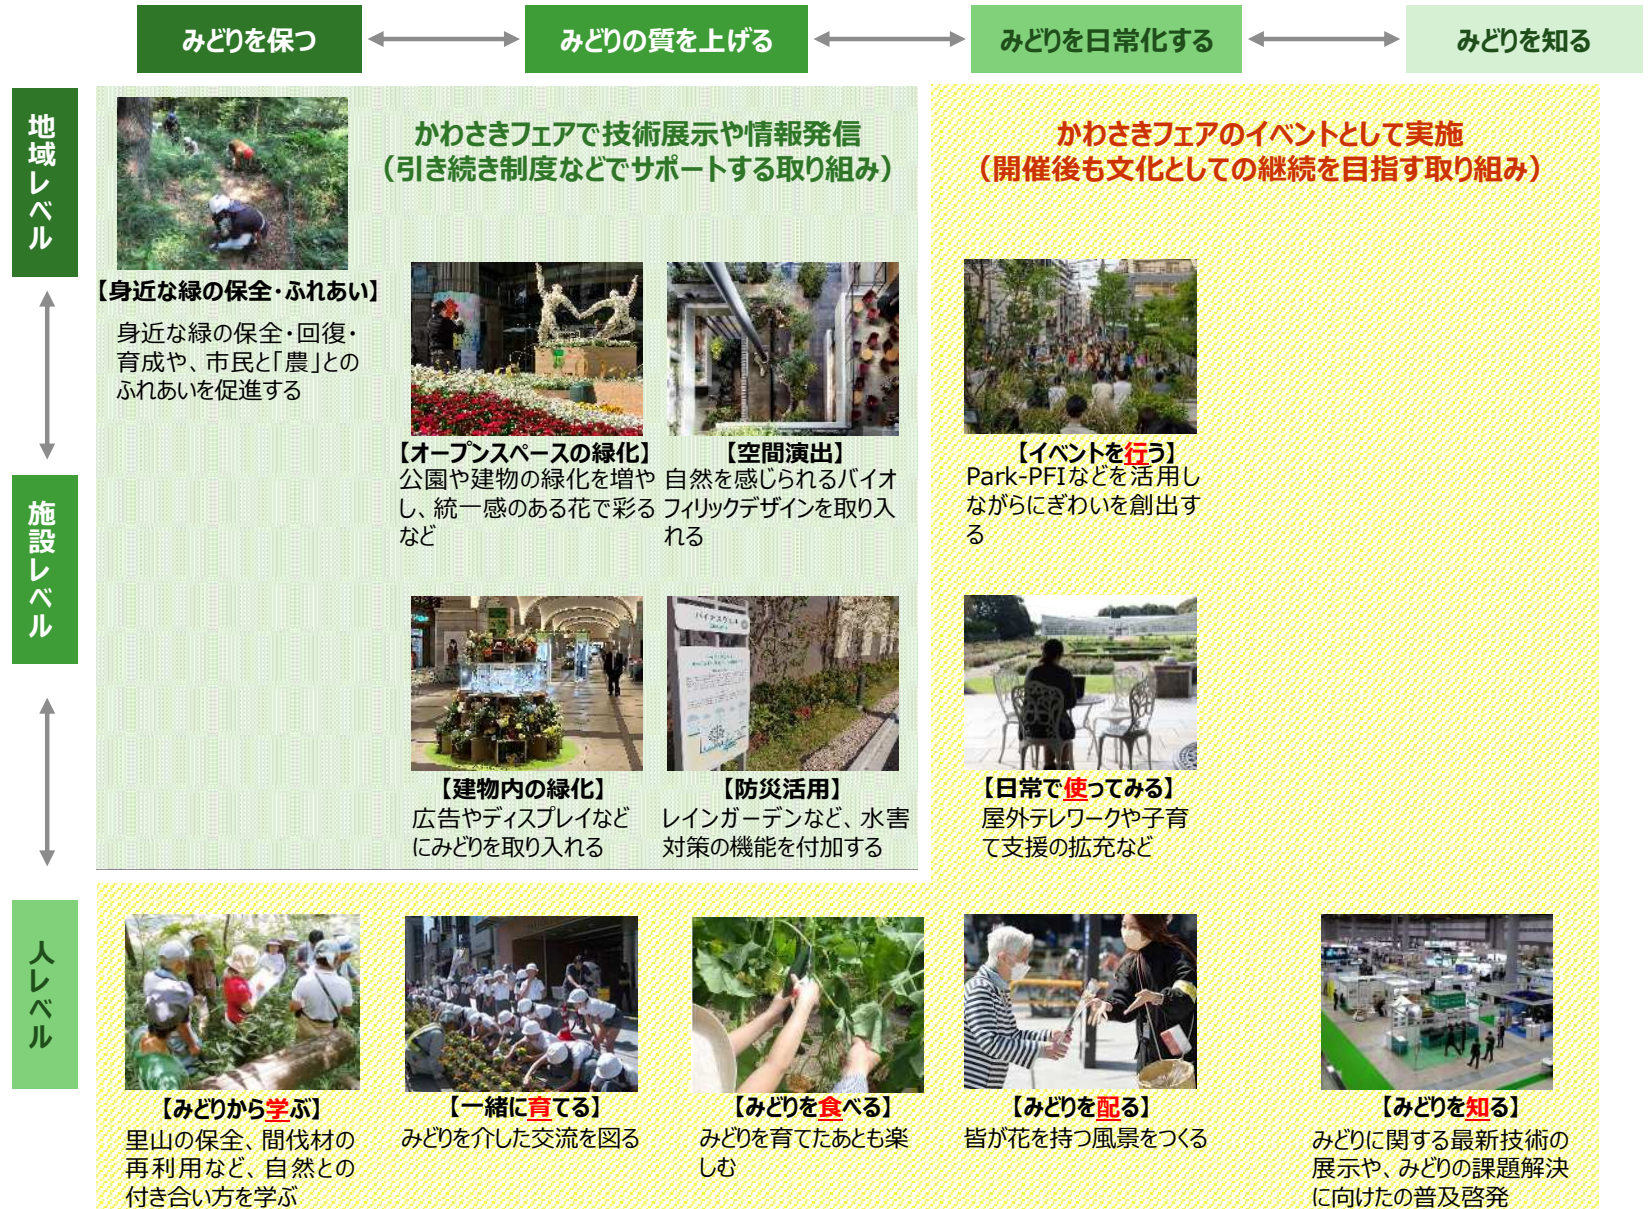 みどりを保つ
みどりの質を上げる
みどりを日常化する
みどりを知る
地域レベル
施設レベル
人レベル
かわさきフェアで技術展示や情報発信
（引き続き制度などでサポートする取り組み）
かわさきフェアのイベントとして実施
（開催後も文化としての継続を目指す取り組み）
【身近な緑の保全・ふれあい】
身近な緑の保全・回復・
育成や、市民と「農」との
ふれあいを促進する
【オープンスペースの緑化】
公園や建物の緑化を増や
し、統一感のある花で彩る
など
【空間演出】
自然を感じられるバイオ
フィリックデザインを取り入
れる
【イベントを行う】
Park-PFIなどを活用し
ながらにぎわいを創出す
る
【建物内の緑化】
広告やディスプレイなど
にみどりを取り入れる
【防災活用】
レインガーデンなど、水害
対策の機能を付加する
【日常で使ってみる】
屋外テレワークや子育
て支援の拡充など
【みどりから学ぶ】
里山の保全、間伐材の
再利用など、自然との
付き合い方を学ぶ
【一緒に育てる】
みどりを介した交流を図る
【みどりを食べる】
みどりを育てたあとも楽
しむ
【みどりを配る】
皆が花を持つ風景をつくる
【みどりを知る】
みどりに関する最新技術の
展示や、みどりの課題解決
に向けたの普及啓発